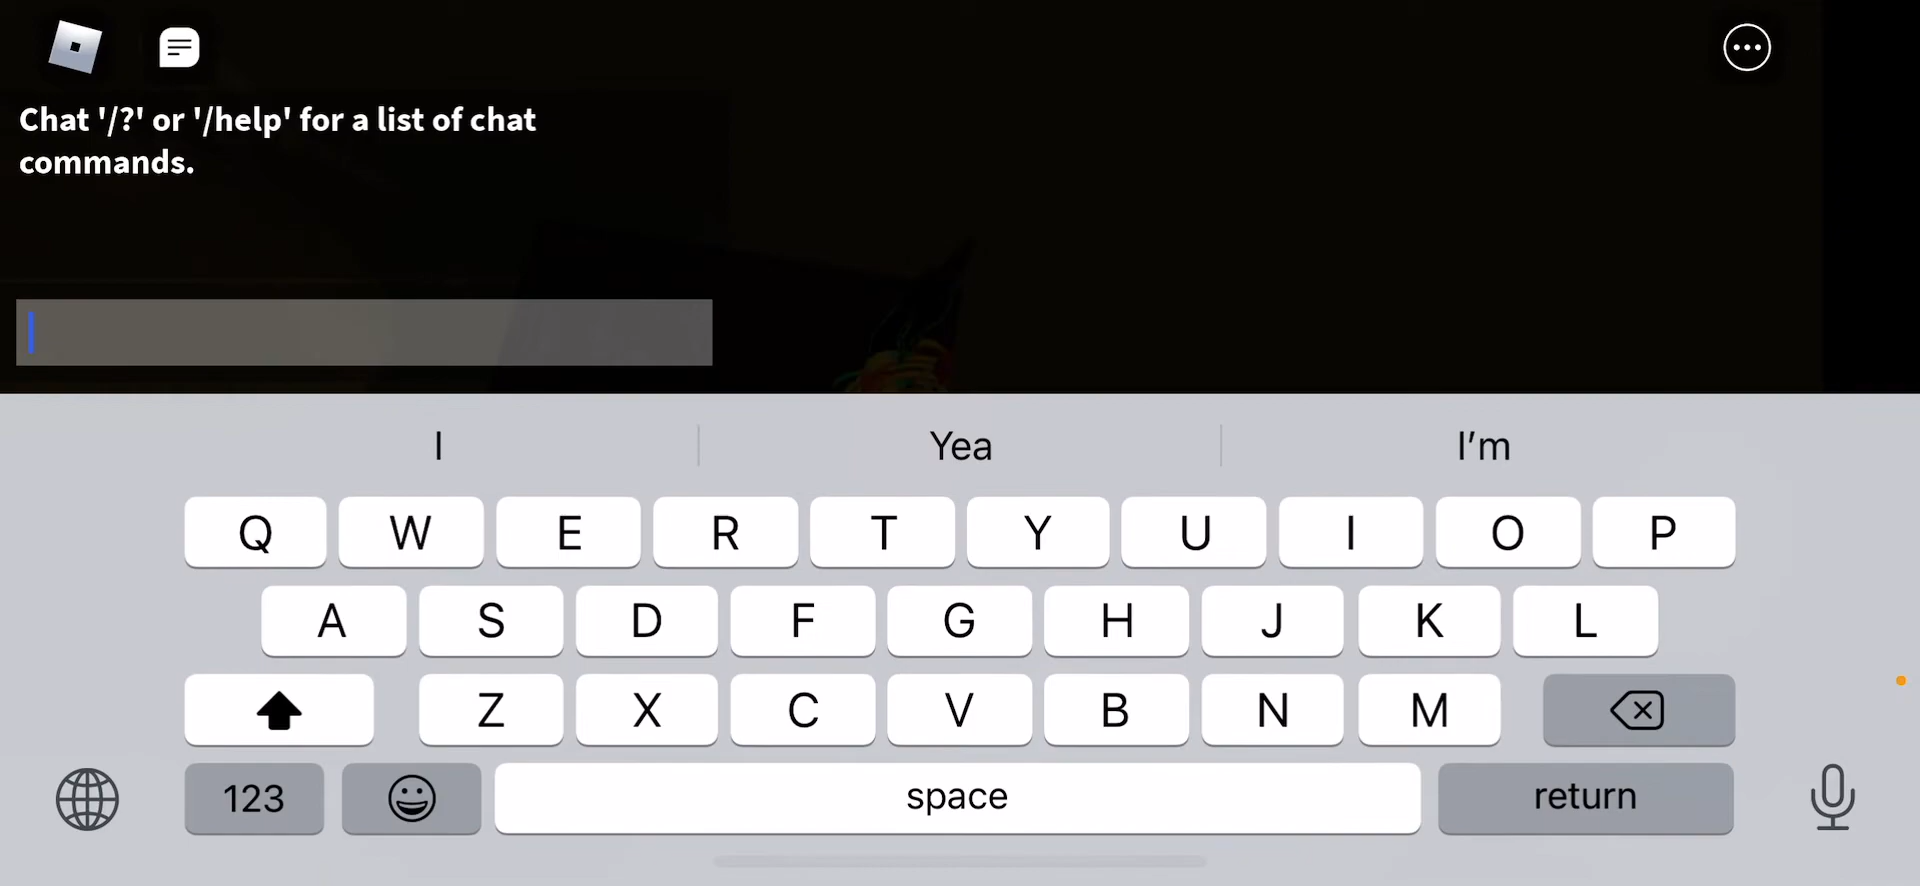 Chat '/?' or '/help' for a list of chat
commands.
I Yea I’m
Q W E R T Y U I O P
A S D F G H J K L
Z X C V B N M
123 space return